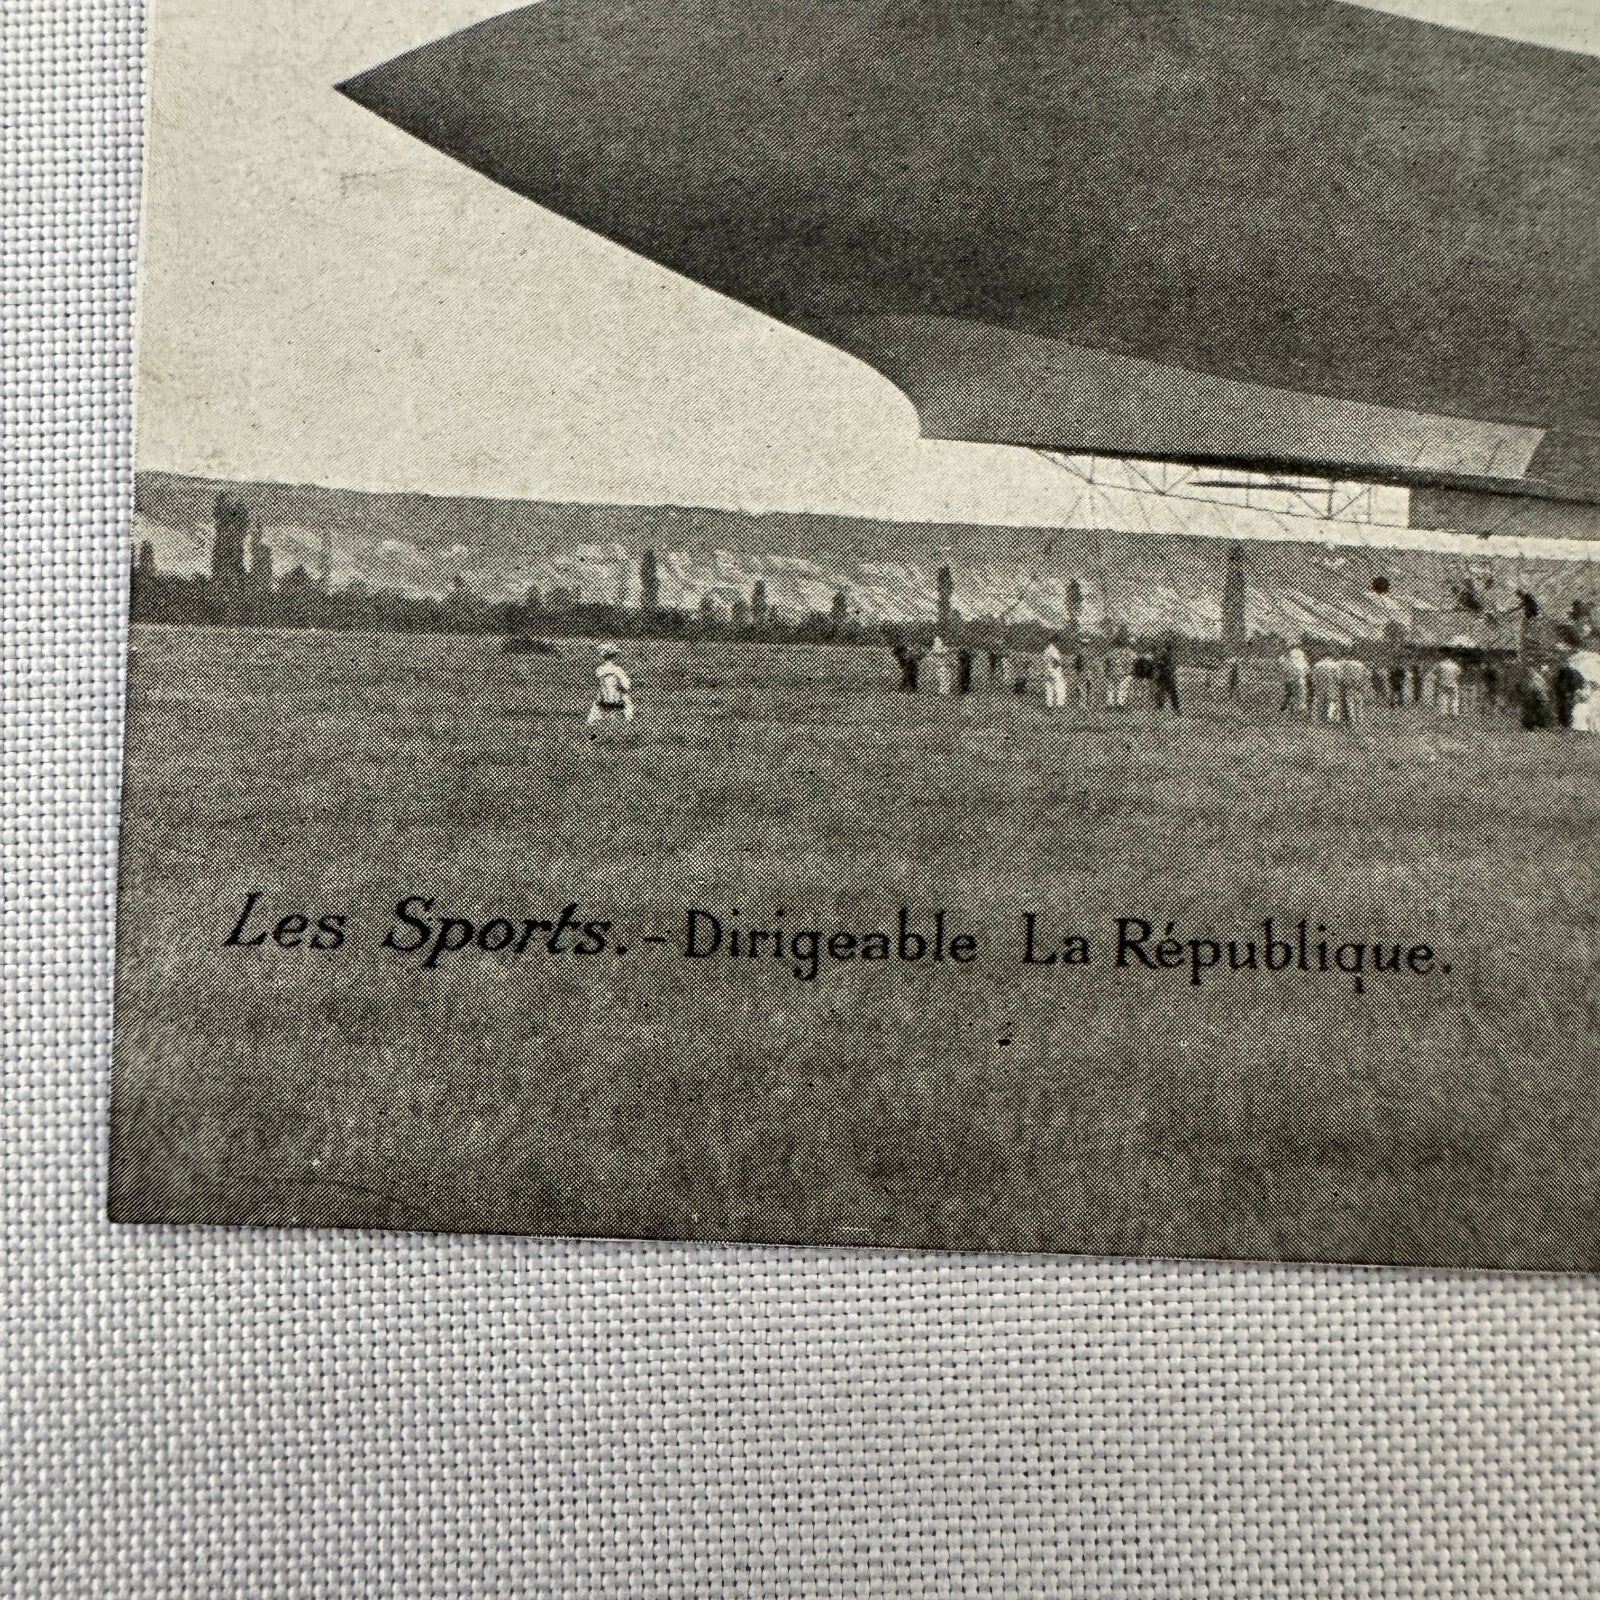 Les Sports. - Dirigeable La République.